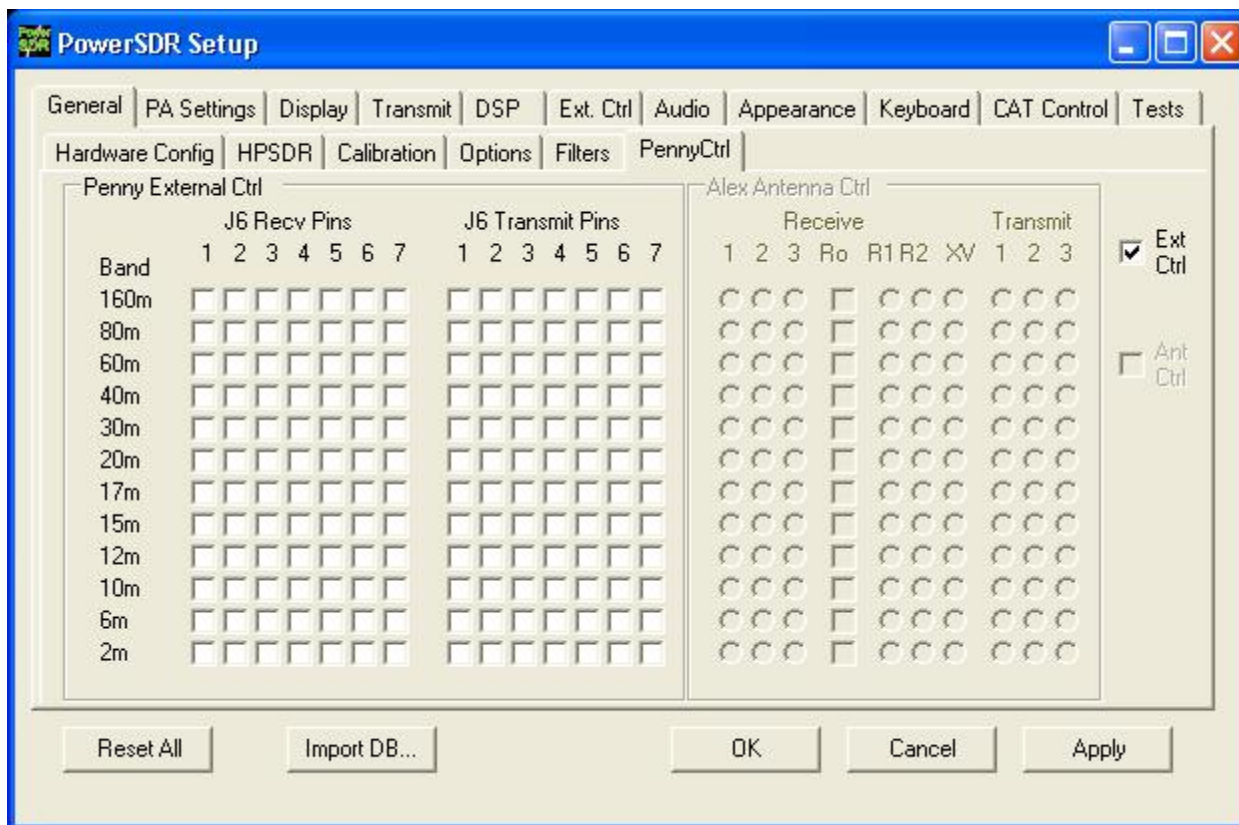 Power SDR PowerSDR Setup
General PA Settings Display Transmit DSP Ext. Ctrl Audio Appearance Keyboard CAT Control Tests
Hardware Config HPSDR Calibration Options Filters PennyCtrl
Penny External Ctrl Alex Antenna Ctrl
J6 Recv Pins J6 Transmit Pins Receive Transmit
Band 1 2 3 4 5 6 7 1 2 3 4 5 6 7 1 2 3 Ro R1 R2 XV 1 2 3 Ext Ctrl
160m
80m
60m Ant Ctrl
40m
30m
20m
17m
15m
12m
10m
6m
2m
Reset All Import DB... OK Cancel Apply